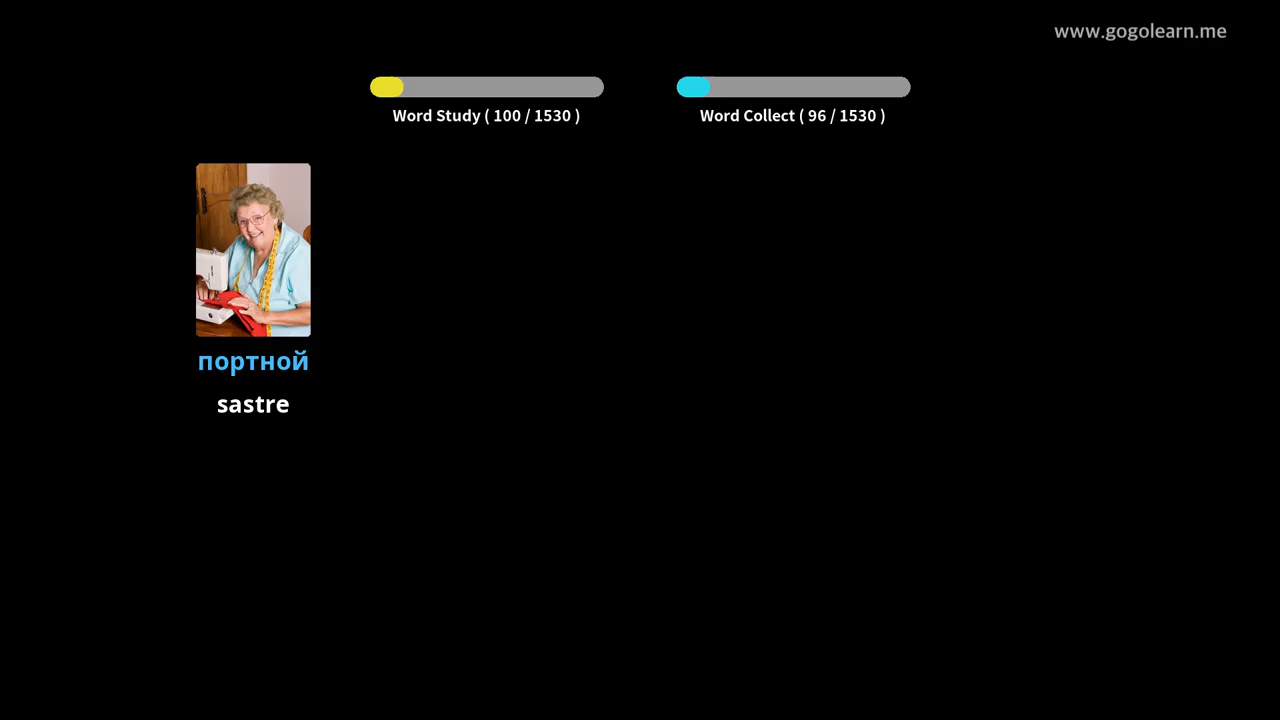 www.gogolearn.me
Word Study ( 100 / 1530 )
Word Collect ( 96 / 1530 )
портной
sastre